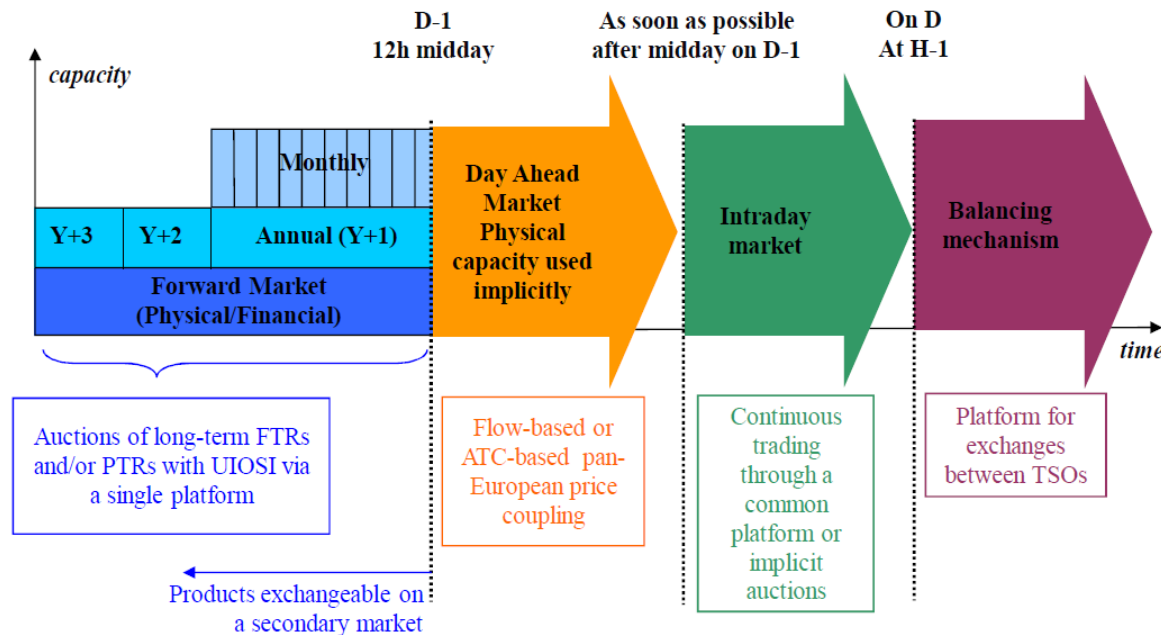 D-1
12h midday
As soon as possible
after midday on D-1
On D
At H-1
capacity
Monthly
Y+3
Y+2
Annual (Y+1)
Forward Market
(Physical/Financial)
Day Ahead
Market
Physical
capacity used
implicitly
Intraday
market
Balancing
mechanism
time
Auctions of long-term FTRs
and/or PTRs with UIOSI via
a single platform
Flow-based or
ATC-based pan-
European price
coupling
Continuous
trading
through a
common
platform or
implicit
auctions
Platform for
exchanges
between TSOs
Products exchangeable on
a secondary market